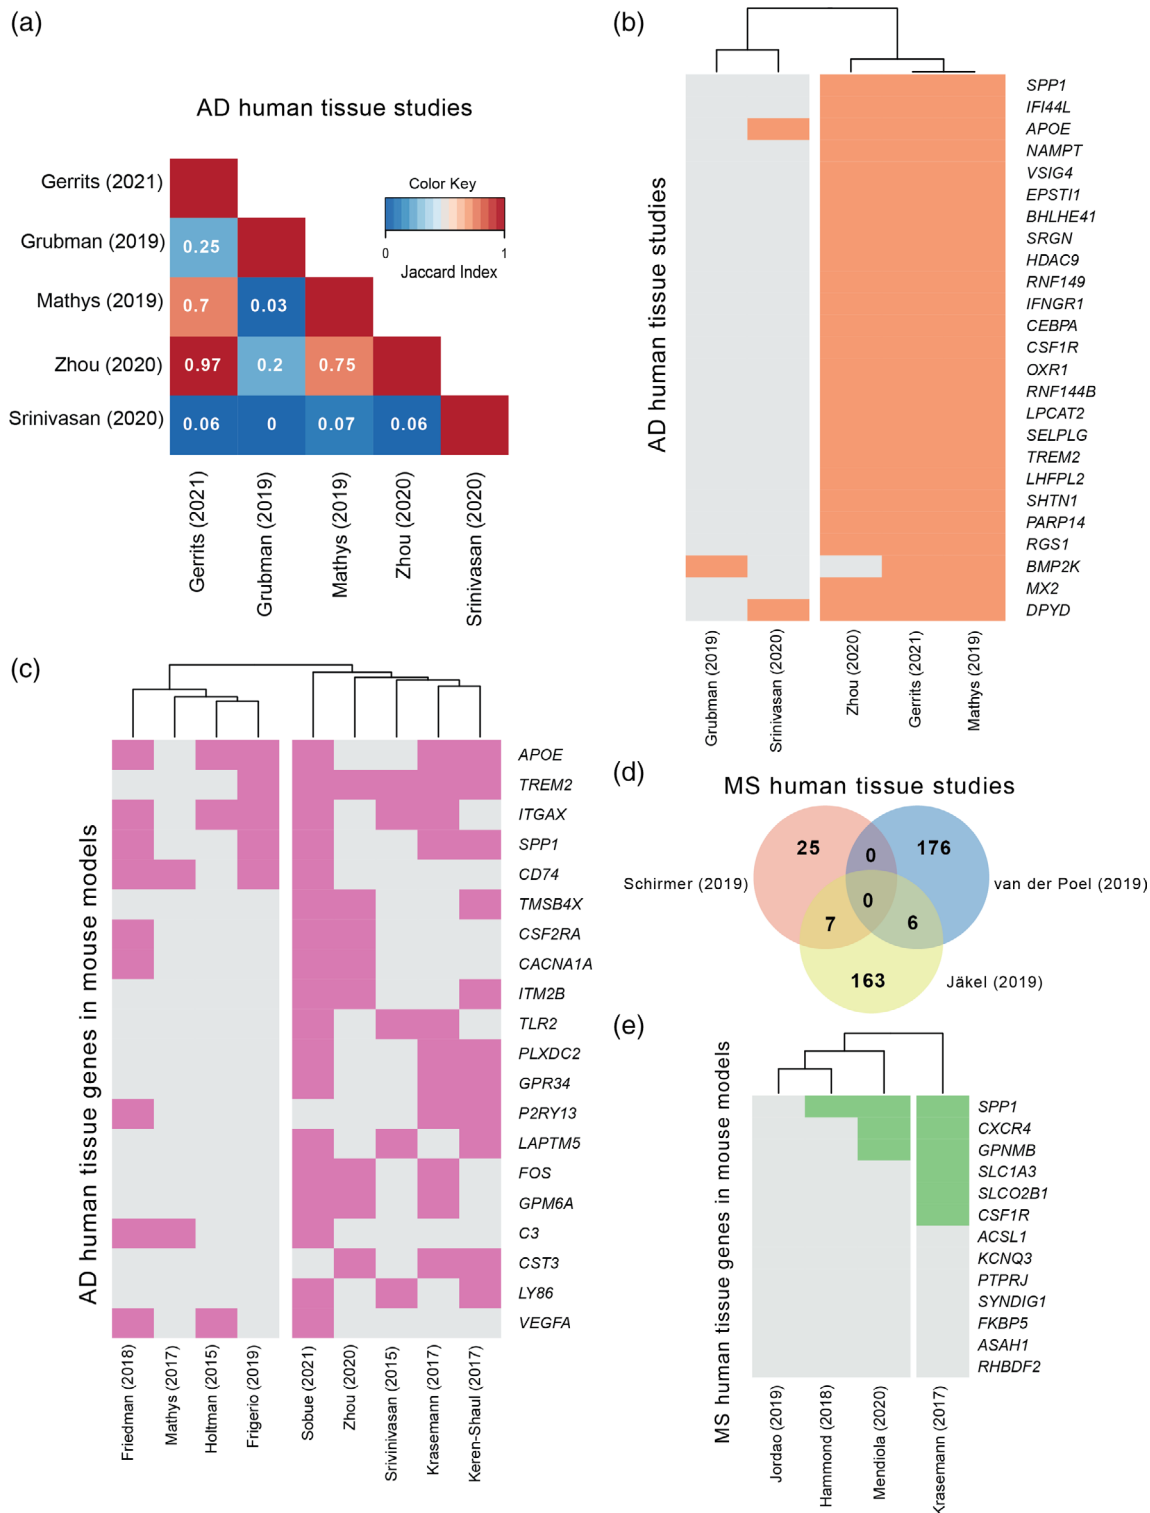 (a)
AD human tissue studies
Gerrits (2021)
Grubman (2019)
Mathys (2019)
Zhou (2020)
Srinivasan (2020)
Color Key
0
1
Jaccard Index
0.25
0.7
0.03
0.97
0.2
0.75
0.06
0
0.07
0.06
Gerrits (2021)
Grubman (2019)
Mathys (2019)
Zhou (2020)
Srinivasan (2020)
(b)
AD human tissue studies
SPP1
IFI44L
APOE
NAMPT
VSIG4
EPSTI1
BHLHE41
SRGN
HDAC9
RNF149
IFNGR1
CEBPA
CSF1R
OXR1
RNF144B
LPCAT2
SELPLG
TREM2
LHFPL2
SHTN1
PARP14
RGS1
BMP2K
MX2
DPYD
Grubman (2019)
Srinivasan (2020)
Zhou (2020)
Gerrits (2021)
Mathys (2019)
(c)
AD human tissue genes in mouse models
APOE
TREM2
ITGAX
SPP1
CD74
TMSB4X
CSF2RA
CACNA1A
ITM2B
TLR2
PLXDC2
GPR34
P2RY13
LAPTM5
FOS
GPM6A
C3
CST3
LY86
VEGFA
Friedman (2018)
Mathys (2017)
Holtman (2015)
Frigerio (2019)
Sobue (2021)
Zhou (2020)
Srivinivasan (2015)
Krasemann (2017)
Keren-Shaul (2017)
(d)
MS human tissue studies
25
0
176
Schirmer (2019)
van der Poel (2019)
0
7
6
163
Jäkel (2019)
(e)
MS human tissue genes in mouse models
SPP1
CXCR4
GPNMB
SLC1A3
SLCO2B1
CSF1R
ACSL1
KCNQ3
PTPRJ
SYNDIG1
FKBP5
ASAH1
RHBDF2
Jordao (2019)
Hammond (2018)
Mendiola (2020)
Krasemann (2017)